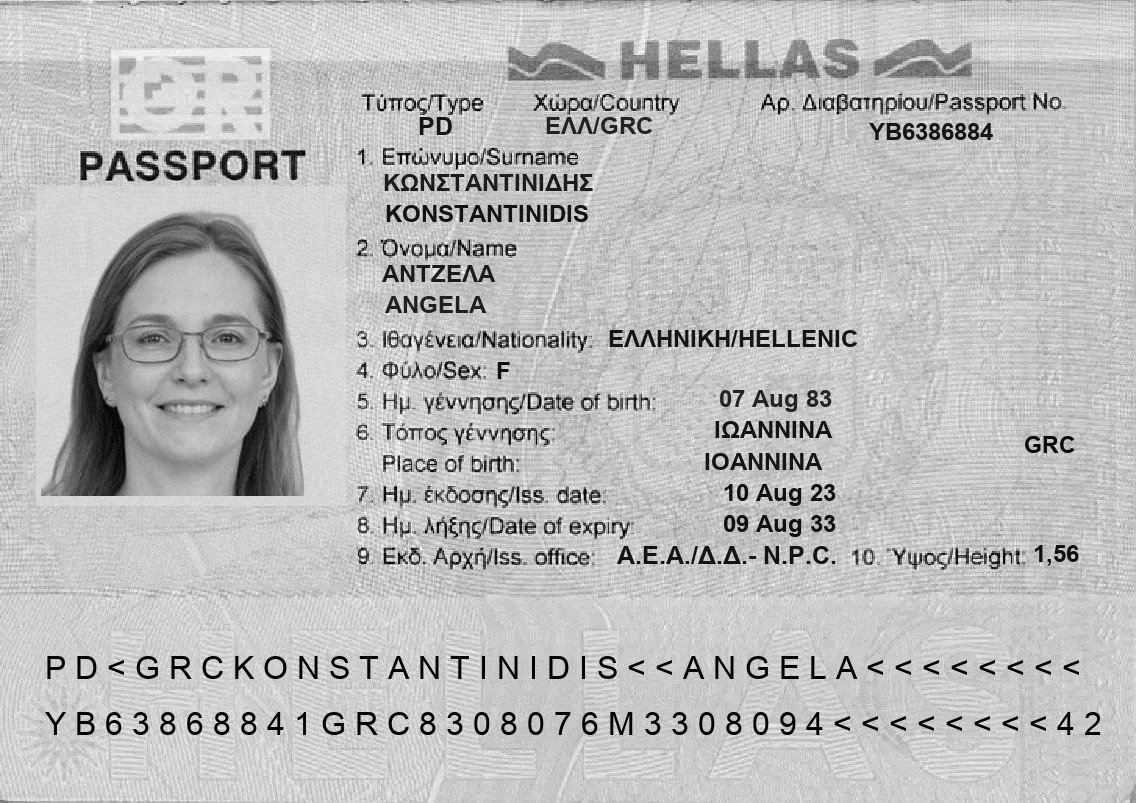 GR
HELLAS
PASSPORT
Τύπος/Type Χώρα/Country Αρ. Διαβατηρίου/Passport No.
PD ΕΛΛ/GRC YB6386884
1. Επώνυμο/Surname
ΚΩΝΣΤΑΝΤΙΝΙΔΗΣ
KONSTANTINIDIS
2. Όνομα/Name
ΑΝΤΖΕΛΑ
ANGELA
3. Ιθαγένεια/Nationality: ΕΛΛΗΝΙΚΗ/HELLENIC
4. Φύλο/Sex: F
5. Ημ. γέννησης/Date of birth: 07 Aug 83
6. Τόπος γέννησης: ΙΩΑΝΝΙΝΑ
Place of birth: IOANNINA GRC
7. Ημ. έκδοσης/Iss. date: 10 Aug 23
8. Ημ. λήξης/Date of expiry: 09 Aug 33
9. Εκδ. Αρχή/Iss. office: Α.Ε.Α./Δ.Δ.- N.P.C. 10. Ύψος/Height: 1,56
HELLAS
PD<GRCKONSTANTINIDIS<<ANGELA<<<<<<<<
YB63868841GRC8308076M3308094<<<<<<<<42